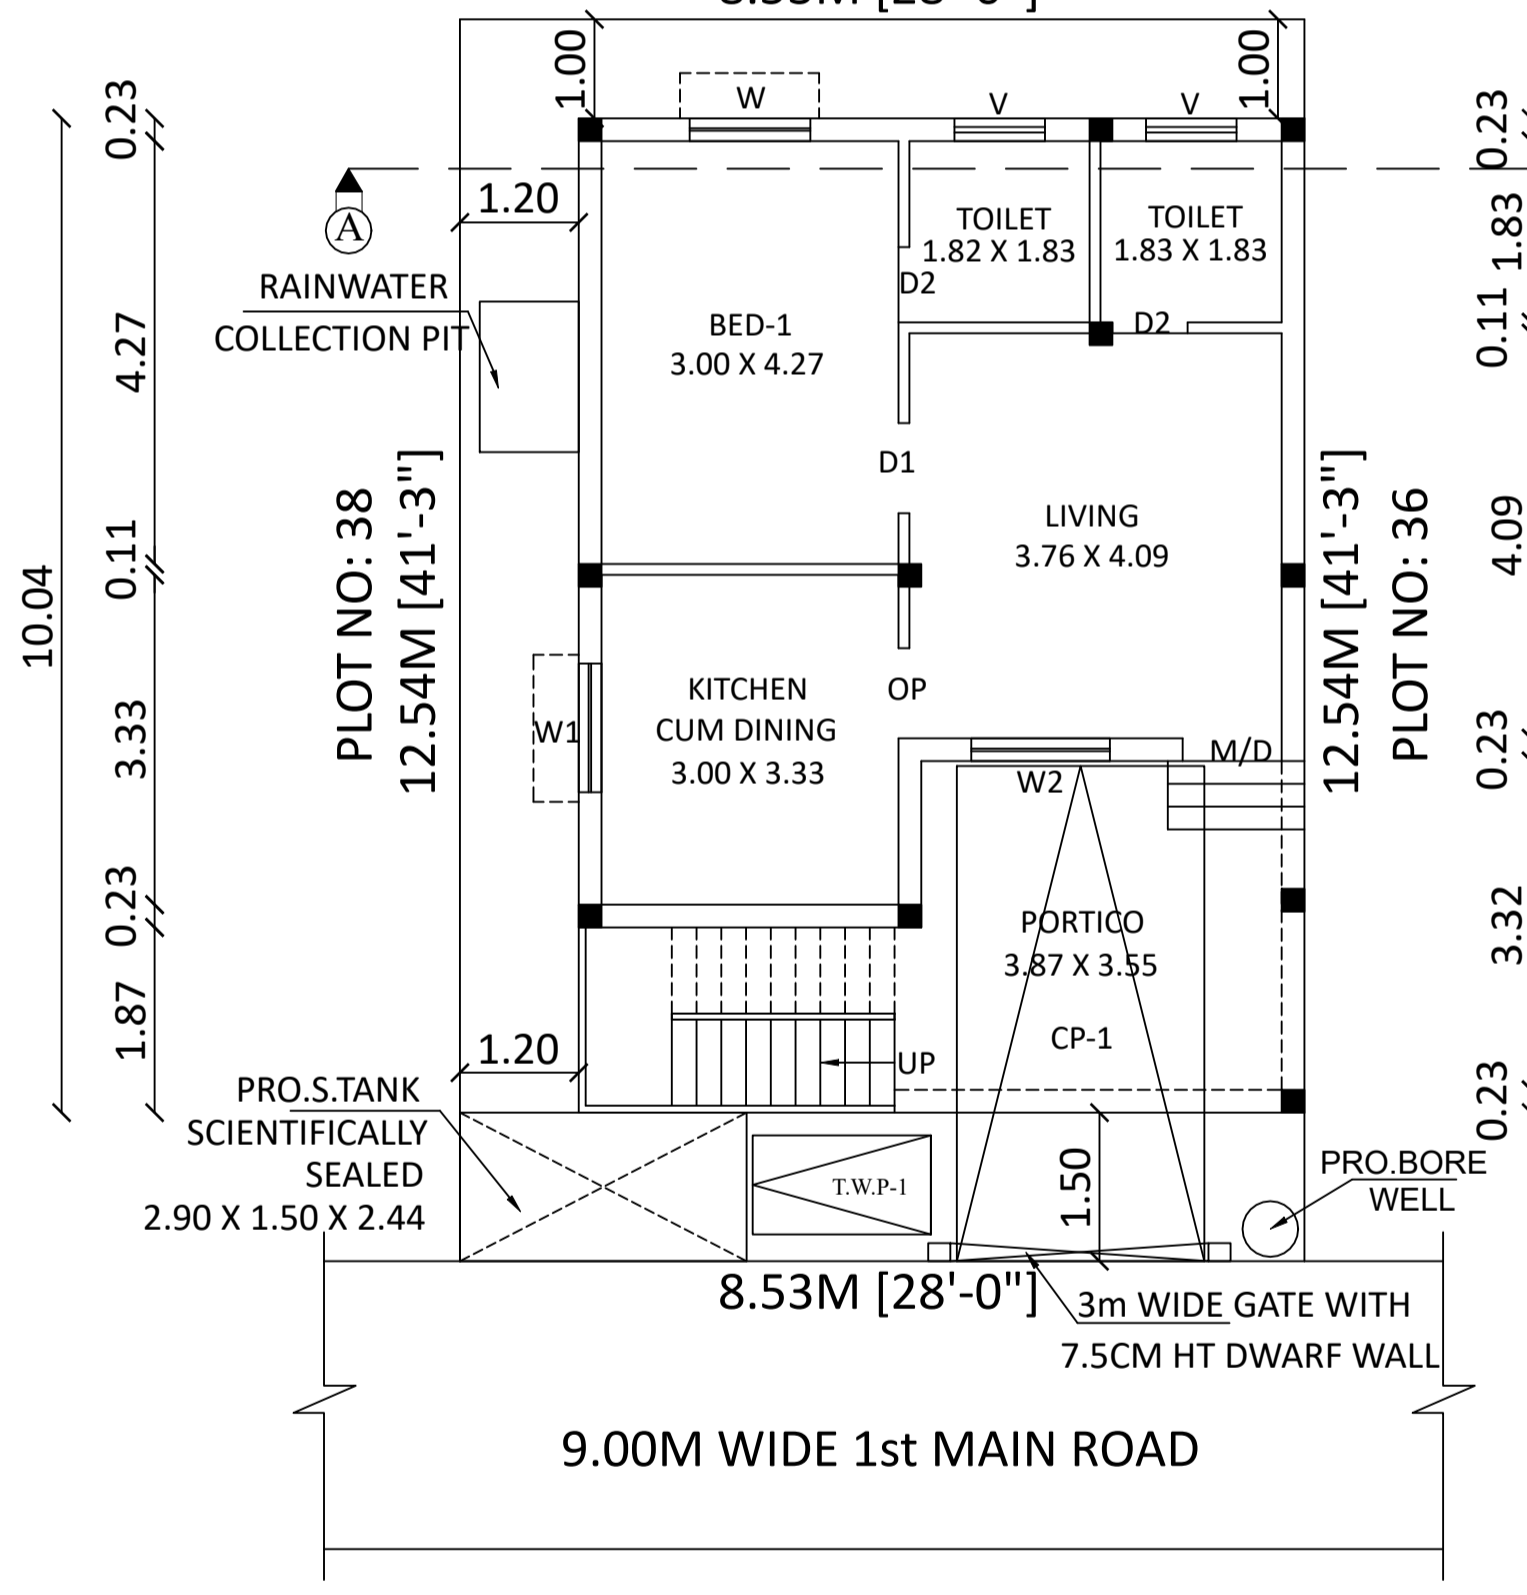 1.00
1.00
W
V
V
0.23
0.23
1.20
A
TOILET
1.82 X 1.83
TOILET
1.83 X 1.83
1.83
RAINWATER
COLLECTION PIT
D2
D2
BED-1
3.00 X 4.27
4.27
0.11
D1
LIVING
3.76 X 4.09
4.09
PLOT NO: 38
12.54M [41'-3"]
12.54M [41'-3"]
PLOT NO: 36
0.11
10.04
KITCHEN
CUM DINING
3.00 X 3.33
OP
W1
3.33
M/D
W2
0.23
0.23
PORTICO
3.87 X 3.55
3.32
CP-1
1.87
1.20
UP
0.23
PRO.S.TANK
SCIENTIFICALLY
SEALED
2.90 X 1.50 X 2.44
T.W.P-1
1.50
PRO.BORE
WELL
8.53M [28'-0"]
3m WIDE GATE WITH
7.5CM HT DWARF WALL
9.00M WIDE 1st MAIN ROAD